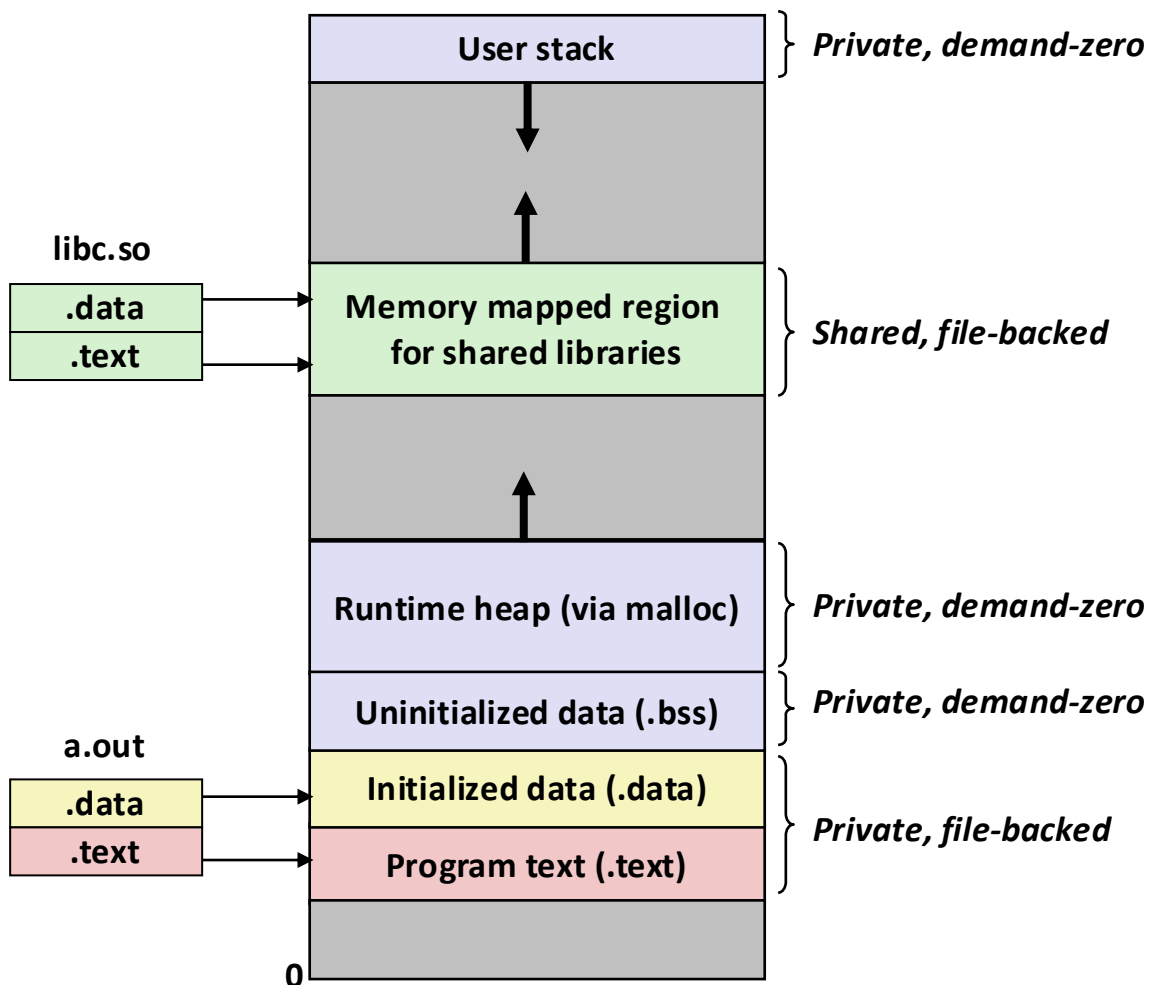 User stack
Private, demand-zero
libc.so
.data
.text
Memory mapped region
for shared libraries
Shared, file-backed
Runtime heap (via malloc)
Private, demand-zero
Uninitialized data (.bss)
Private, demand-zero
a.out
.data
.text
Initialized data (.data)
Program text (.text)
Private, file-backed
0